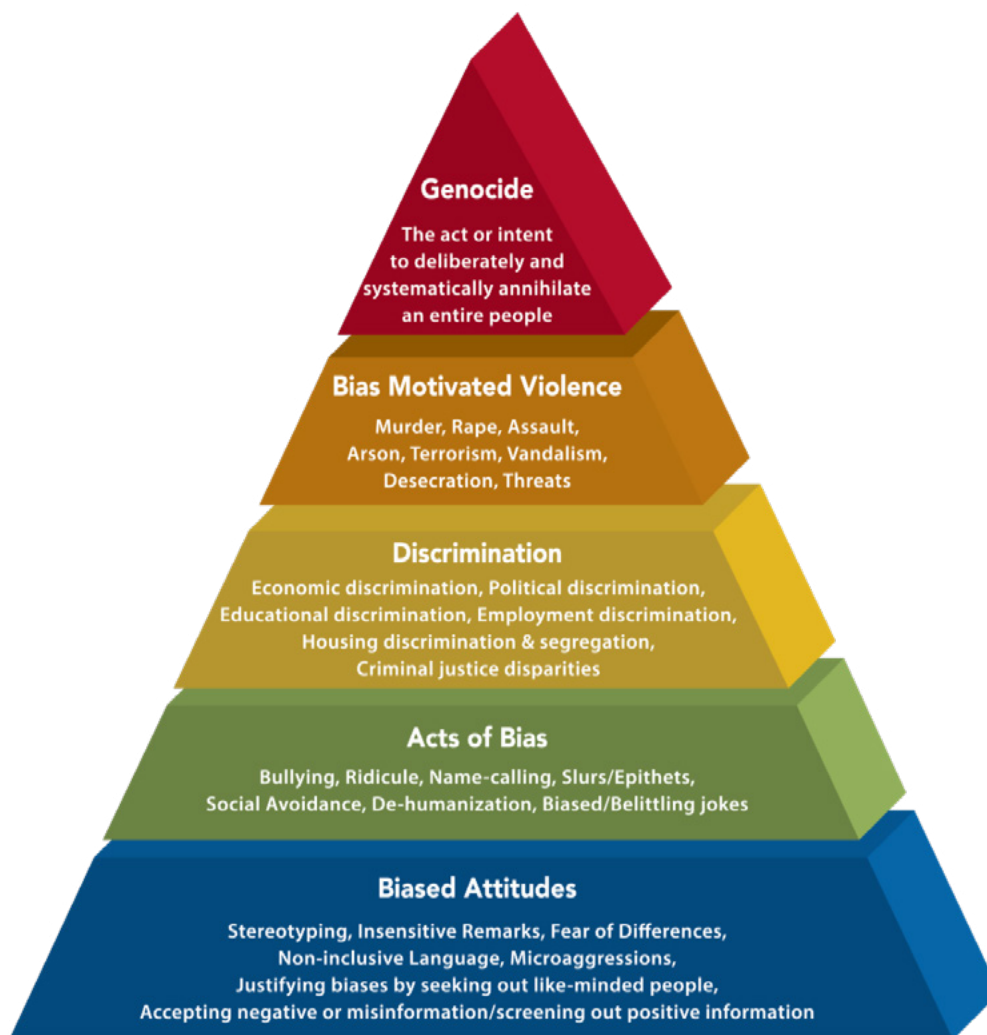 Genocide
The act or intent
to deliberately and
systematically annihilate
an entire people
Bias Motivated Violence
Murder, Rape, Assault,
Arson, Terrorism, Vandalism,
Desecration, Threats
Discrimination
Economic discrimination, Political discrimination,
Educational discrimination, Employment discrimination,
Housing discrimination & segregation,
Criminal justice disparities
Acts of Bias
Bullying, Ridicule, Name-calling, Slurs/Epithets,
Social Avoidance, De-humanization, Biased/Belittling jokes
Biased Attitudes
Stereotyping, Insensitive Remarks, Fear of Differences,
Non-inclusive Language, Microaggressions,
Justifying biases by seeking out like-minded people,
Accepting negative or misinformation/screening out positive information